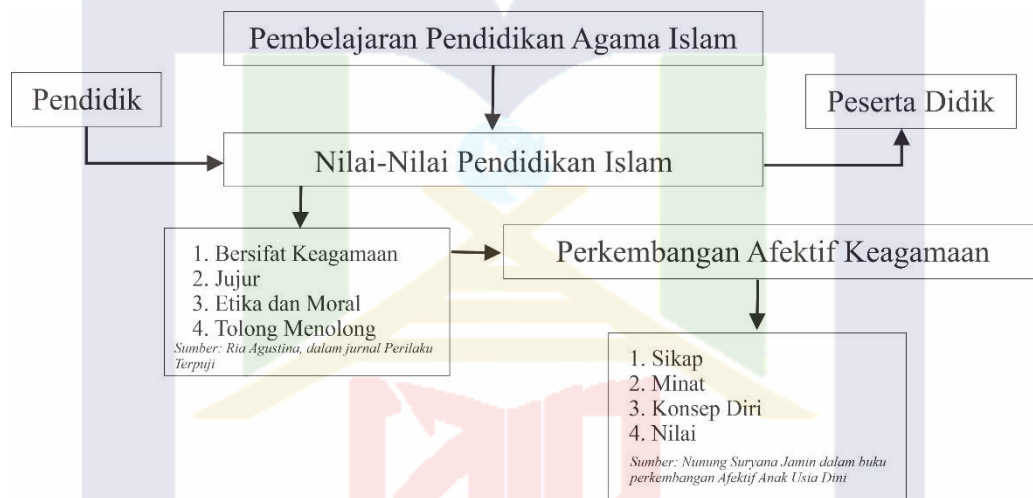 Pembelajaran Pendidikan Agama Islam
Pendidik
Peserta Didik
Nilai-Nilai Pendidikan Islam
1. Bersifat Keagamaan
2. Jujur
3. Etika dan Moral
4. Tolong Menolong
Sumber: Ria Agustina, dalam jurnal Perilaku
Terpuji
Perkembangan Afektif Keagamaan
1. Sikap
2. Minat
3. Konsep Diri
4. Nilai
Sumber: Nunung Suryana Jamin dalam buku
perkembangan Afektif Anak Usia Dini